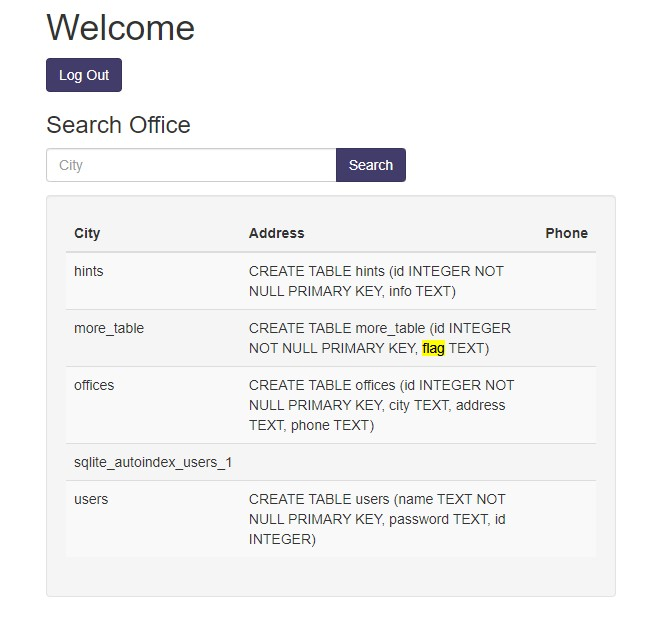 Welcome
Log Out
Search Office
City Search
City Address Phone
hints CREATE TABLE hints (id INTEGER NOT
NULL PRIMARY KEY, info TEXT)
more_table CREATE TABLE more_table (id INTEGER
NOT NULL PRIMARY KEY, flag TEXT)
offices CREATE TABLE offices (id INTEGER NOT
NULL PRIMARY KEY, city TEXT, address
TEXT, phone TEXT)
sqlite_autoindex_users_1
users CREATE TABLE users (name TEXT NOT
NULL PRIMARY KEY, password TEXT, id
INTEGER)